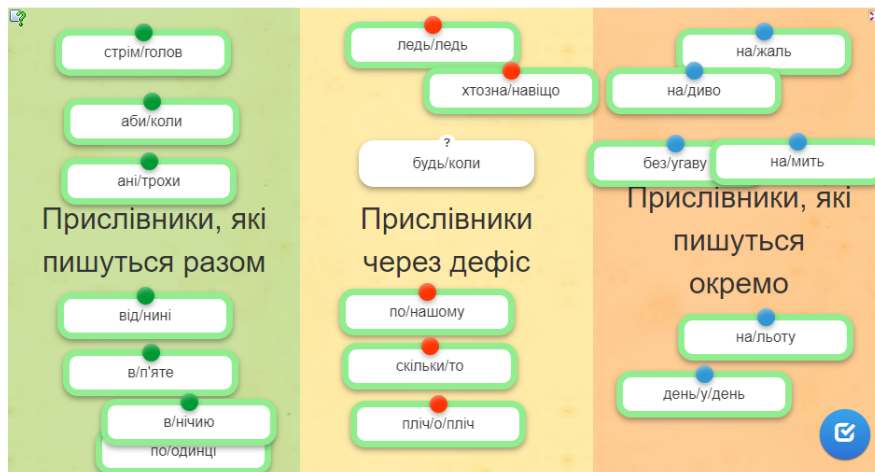 стрім/голов
аби/коли
ані/трохи
Прислівники, які
пишуться разом
від/нині
в/п'яте
в/нічию
по/одинці
ледь/ледь
хтозна/навіщо
?
будь/коли
Прислівники
через дефіс
по/нашому
скільки/то
пліч/о/пліч
на/жаль
на/диво
без/угаву
на/мить
Прислівники, які
пишуться
окремо
на/льоту
день/у/день